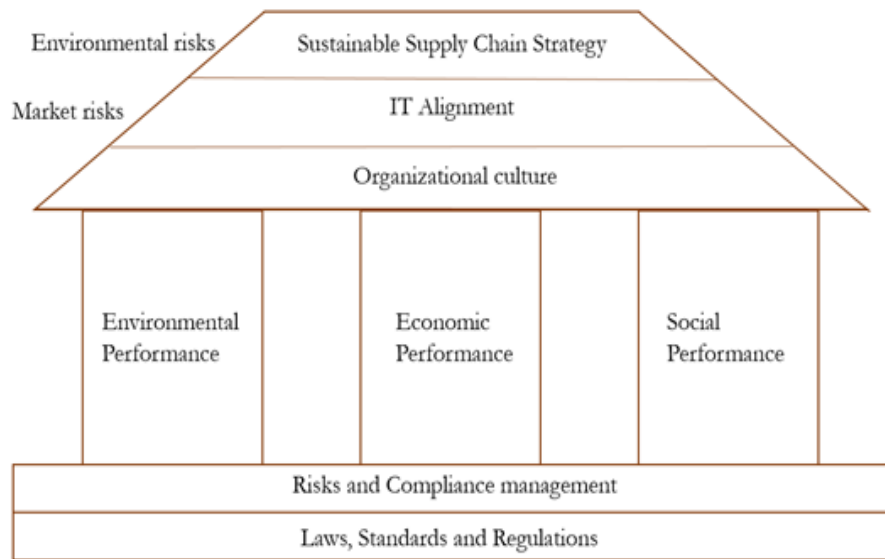 Environmental risks
Sustainable Supply Chain Strategy
Market risks
IT Alignment
Organizational culture
Environmental
Performance
Economic
Performance
Social
Performance
Risks and Compliance management
Laws, Standards and Regulations